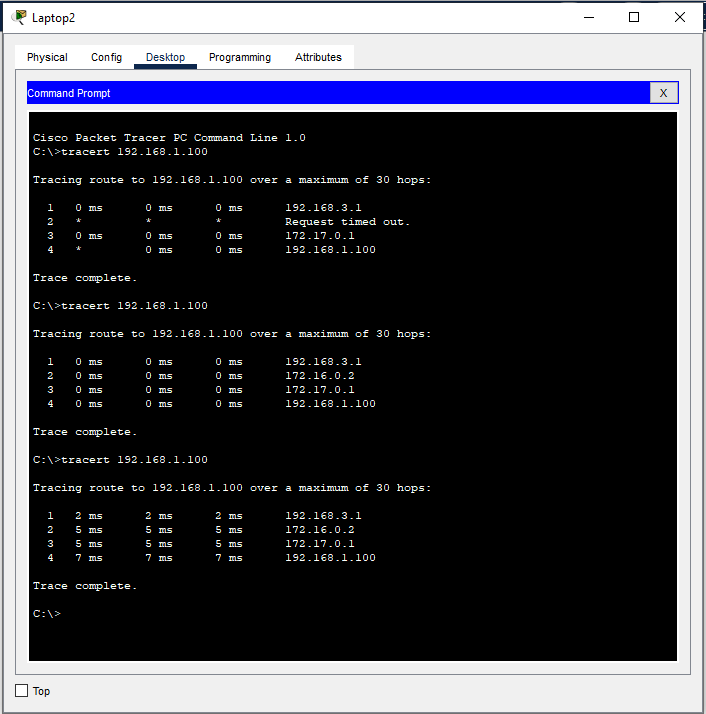 Laptop2
Physical Config Desktop Programming Attributes
Command Prompt X
Cisco Packet Tracer PC Command Line 1.0
C:\>tracert 192.168.1.100
Tracing route to 192.168.1.100 over a maximum of 30 hops:
1 0 ms 0 ms 0 ms 192.168.3.1
2 * * * Request timed out.
3 0 ms 0 ms 0 ms 172.17.0.1
4 * 0 ms 0 ms 192.168.1.100
Trace complete.
C:\>tracert 192.168.1.100
Tracing route to 192.168.1.100 over a maximum of 30 hops:
1 0 ms 0 ms 0 ms 192.168.3.1
2 0 ms 0 ms 0 ms 172.16.0.2
3 0 ms 0 ms 0 ms 172.17.0.1
4 0 ms 0 ms 0 ms 192.168.1.100
Trace complete.
C:\>tracert 192.168.1.100
Tracing route to 192.168.1.100 over a maximum of 30 hops:
1 2 ms 2 ms 2 ms 192.168.3.1
2 5 ms 5 ms 5 ms 172.16.0.2
3 5 ms 5 ms 5 ms 172.17.0.1
4 7 ms 7 ms 7 ms 192.168.1.100
Trace complete.
C:\>
Top